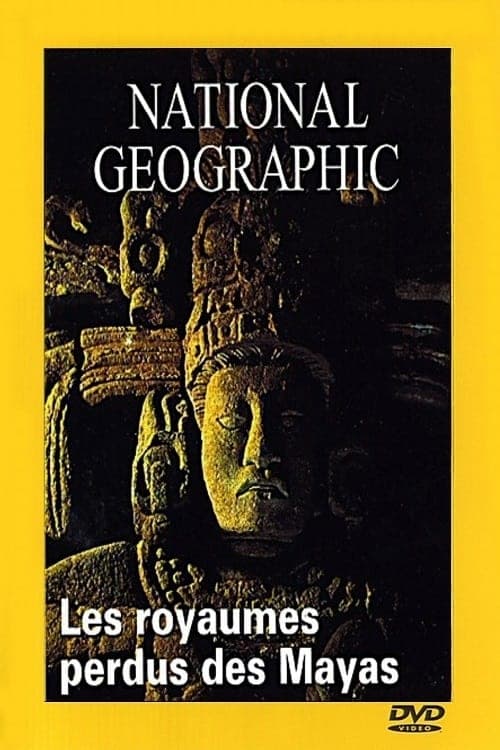 NATIONAL
GEOGRAPHIC
Les royaumes
perdus des Mayas
DVD
VIDEO